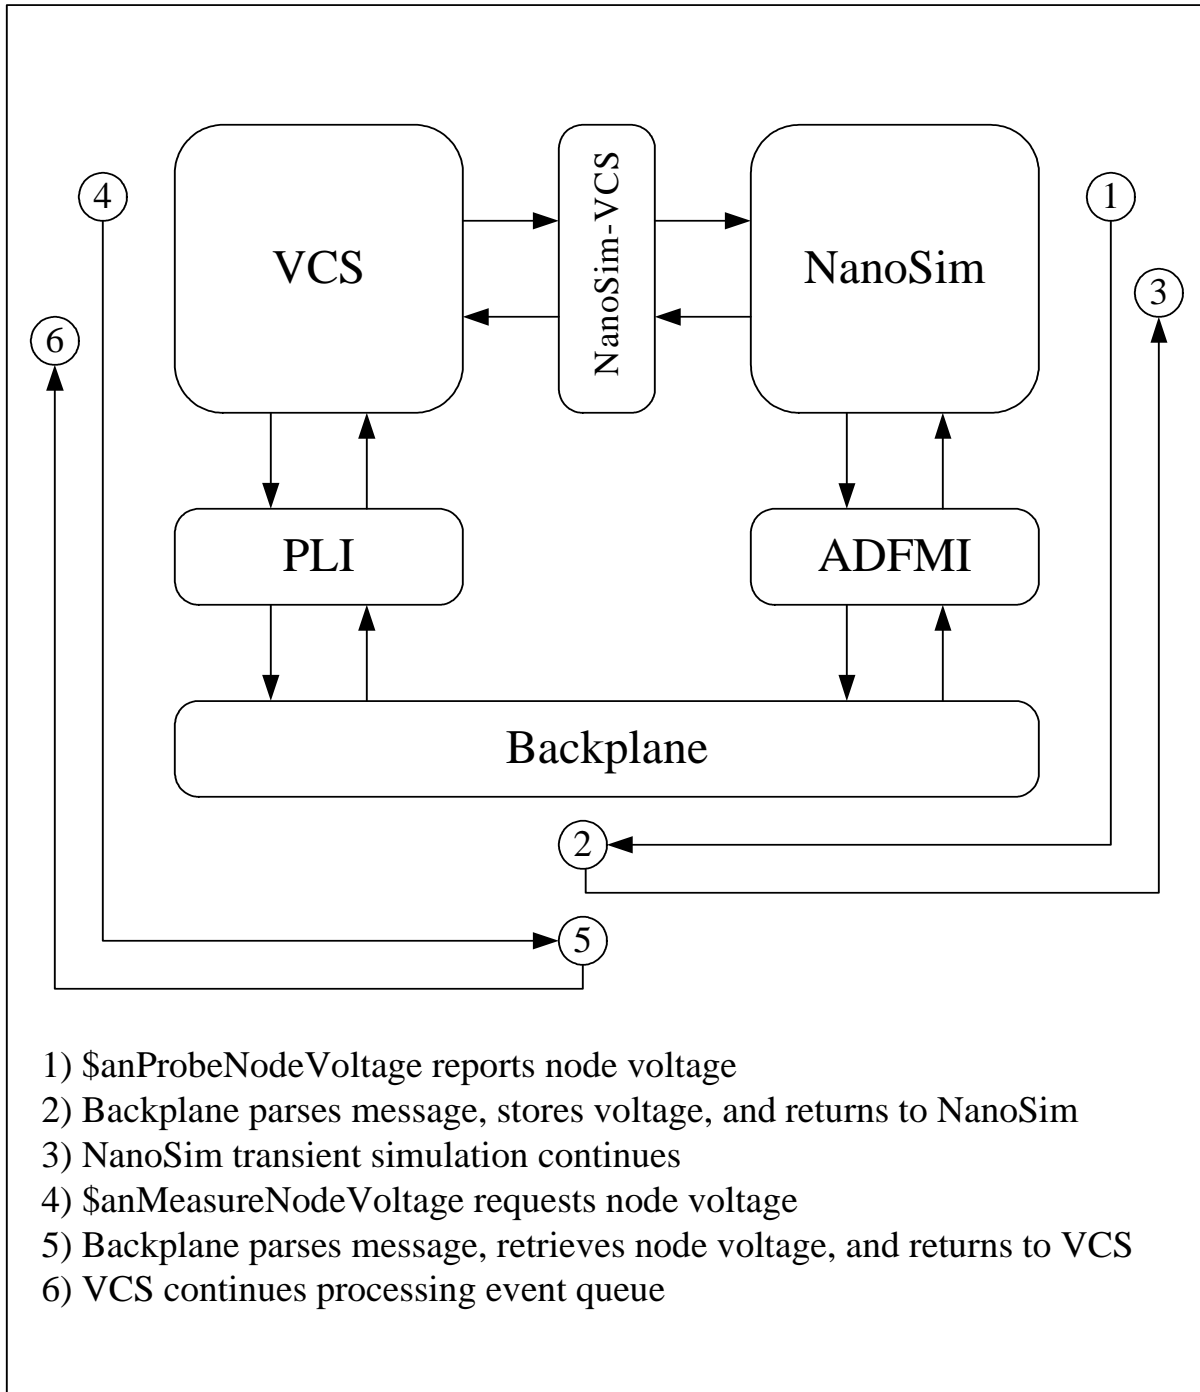 VCS
NanoSim-VCS
NanoSim
4
1
3
6
PLI
ADFMI
Backplane
2
5
1) $anProbeNodeVoltage reports node voltage
2) Backplane parses message, stores voltage, and returns to NanoSim
3) NanoSim transient simulation continues
4) $anMeasureNodeVoltage requests node voltage
5) Backplane parses message, retrieves node voltage, and returns to VCS
6) VCS continues processing event queue